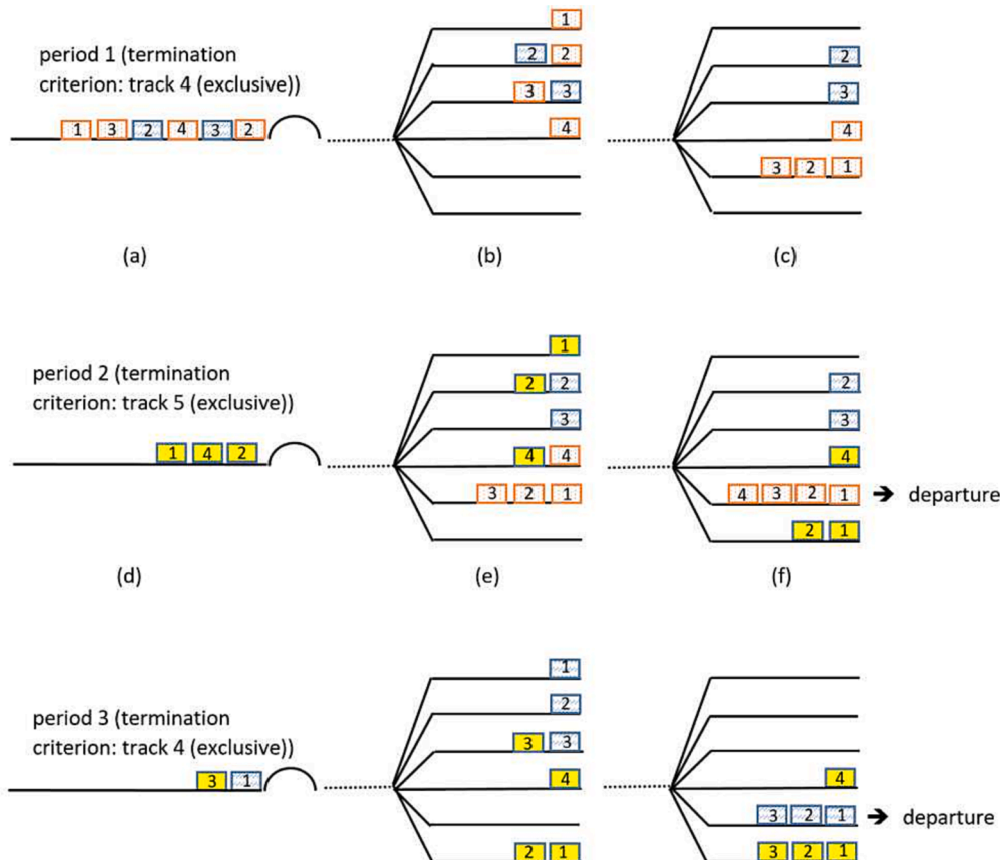 1
period 1 (termination
criterion: track 4 (exclusive))
2 2 2
3 3 3
1 3 2 4 3 2
4 4
3 2 1
(a) (b) (c)
1
period 2 (termination
criterion: track 5 (exclusive))
2 2 2
3 3
1 4 2
4 4 4
3 2 1 4 3 2 1 → departure
2 1
(d) (e) (f)
1
period 3 (termination
criterion: track 4 (exclusive))
2
3 3
3 1
4 4
3 2 1 → departure
2 1 3 2 1